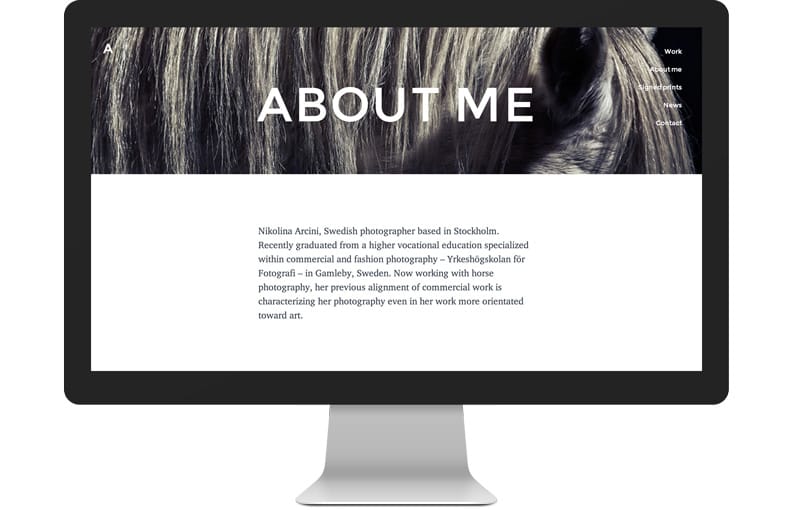 A
Work
About me
Signed prints
News
Contact
ABOUT ME
Nikolina Arcini, Swedish photographer based in Stockholm.
Recently graduated from a higher vocational education specialized
within commercial and fashion photography – Yrkeshögskolan för
Fotografi – in Gamleby, Sweden. Now working with horse
photography, her previous alignment of commercial work is
characterizing her photography even in her work more orientated
toward art.